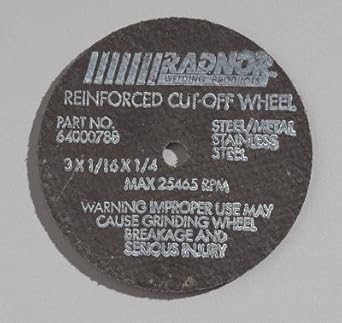 RADNOR
WELDING PRODUCTS
REINFORCED CUT-OFF WHEEL
PART NO. STEEL/METAL
64000780 STAINLESS
STEEL
3 X 1/16 X 1/4
MAX 25465 RPM
WARNING IMPROPER USE MAY
CAUSE GRINDING WHEEL
BREAKAGE AND
SERIOUS INJURY